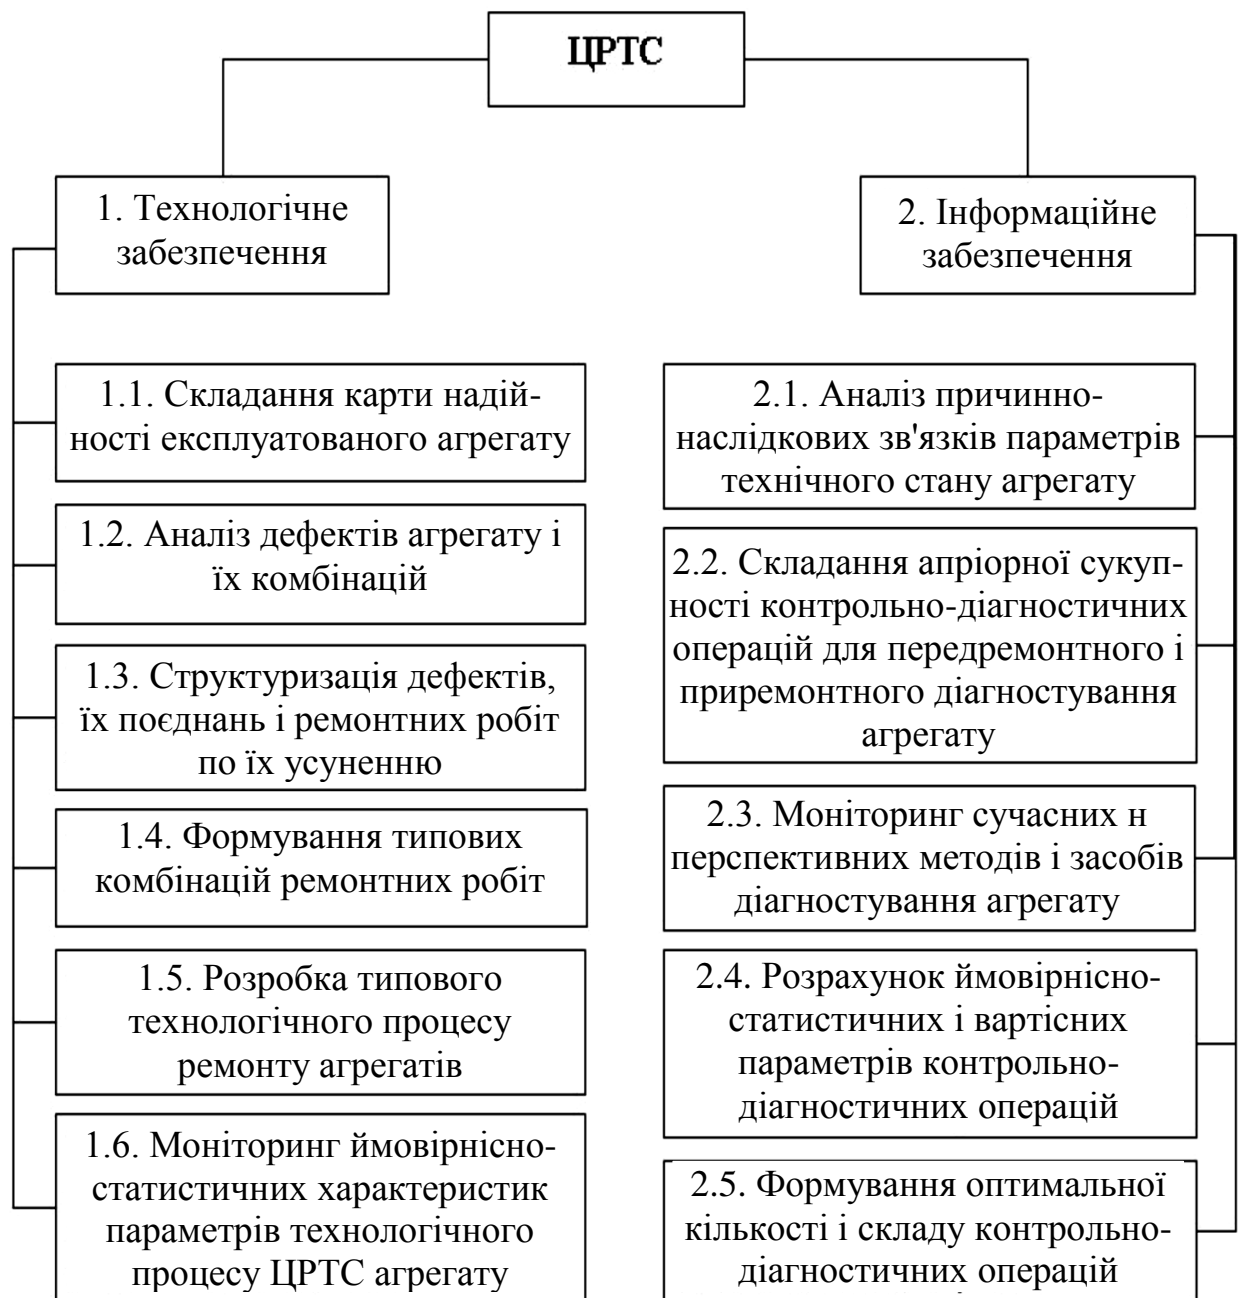 ЦРТС
1. Технологічне
забезпечення
1.1. Складання карти надій-
ності експлуатованого агрегату
1.2. Аналіз дефектів агрегату і
їх комбінацій
1.3. Структуризація дефектів,
їх поєднань і ремонтних робіт
по їх усуненню
1.4. Формування типових
комбінацій ремонтних робіт
1.5. Розробка типового
технологічного процесу
ремонту агрегатів
1.6. Моніторинг ймовірнісно-
статистичних характеристик
параметрів технологічного
процесу ЦРТС агрегату
2. Інформаційне
забезпечення
2.1. Аналіз причинно-
наслідкових зв'язків параметрів
технічного стану агрегату
2.2. Складання апріорної сукуп-
ності контрольно-діагностичних
операцій для передремонтного і
приремонтного діагностування
агрегату
2.3. Моніторинг сучасних н
перспективних методів і засобів
діагностування агрегату
2.4. Розрахунок ймовірнісно-
статистичних і вартісних
параметрів контрольно-
діагностичних операцій
2.5. Формування оптимальної
кількості і складу контрольно-
діагностичних операцій